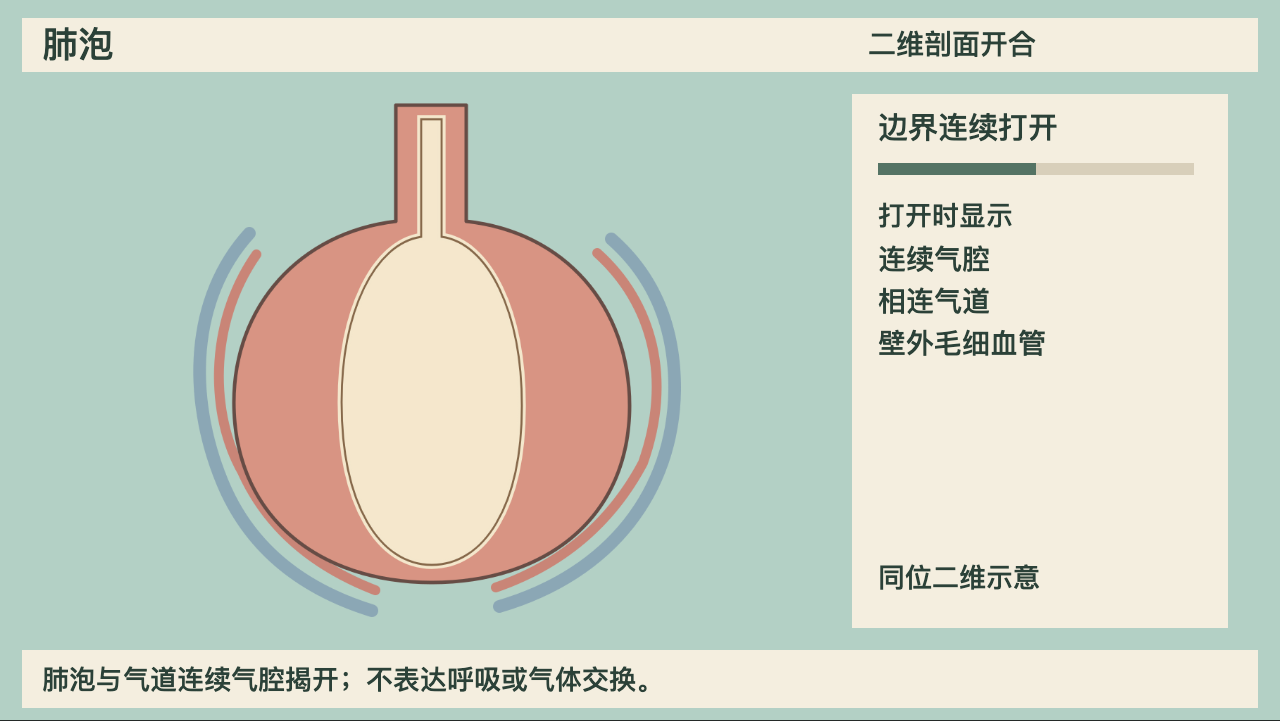 肺泡
二维剖面开合
边界连续打开
打开时显示
连续气腔
相连气道
壁外毛细血管
同位二维示意
肺泡与气道连续气腔揭开；不表达呼吸或气体交换。